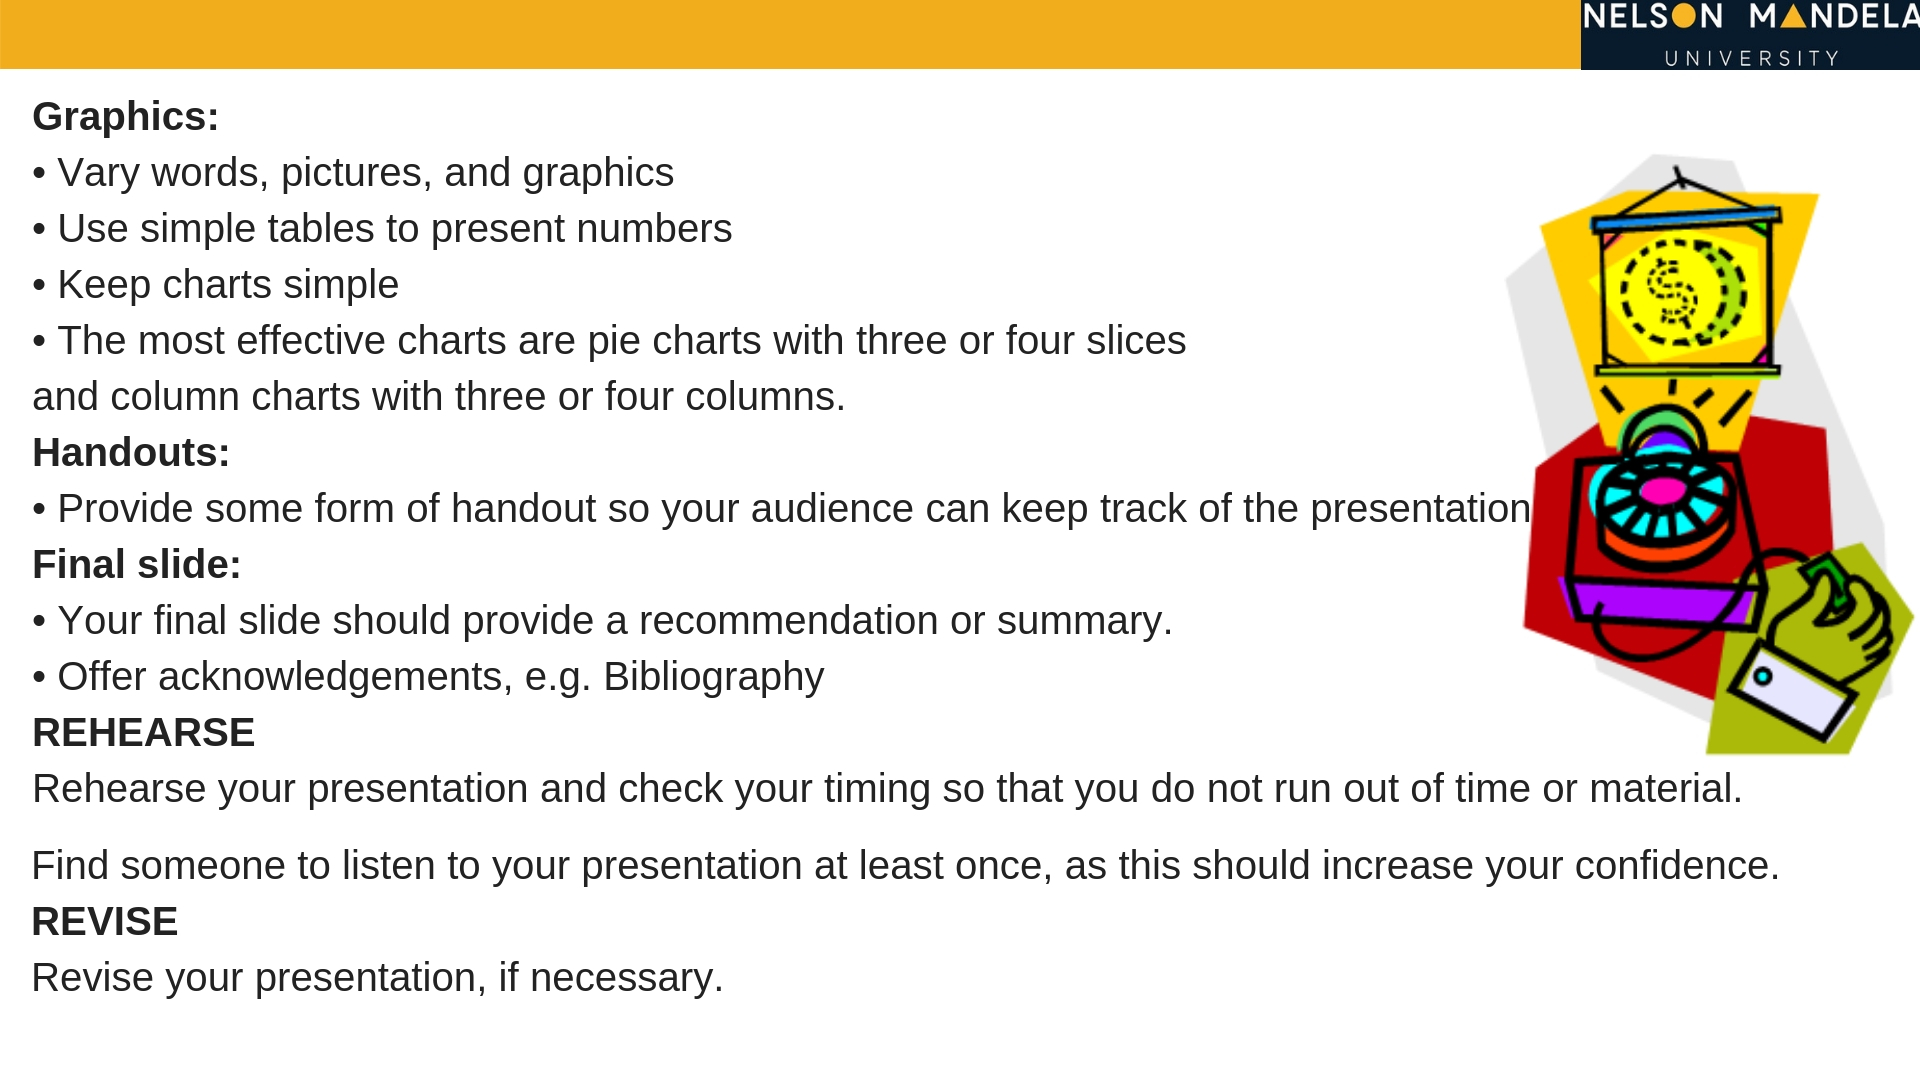 NELSON MANDELA
UNIVERSITY
Graphics:
• Vary words, pictures, and graphics
• Use simple tables to present numbers
• Keep charts simple
• The most effective charts are pie charts with three or four slices
and column charts with three or four columns.
Handouts:
• Provide some form of handout so your audience can keep track of the presentation
Final slide:
• Your final slide should provide a recommendation or summary.
• Offer acknowledgements, e.g. Bibliography
REHEARSE
Rehearse your presentation and check your timing so that you do not run out of time or material.
Find someone to listen to your presentation at least once, as this should increase your confidence.
REVISE
Revise your presentation, if necessary.